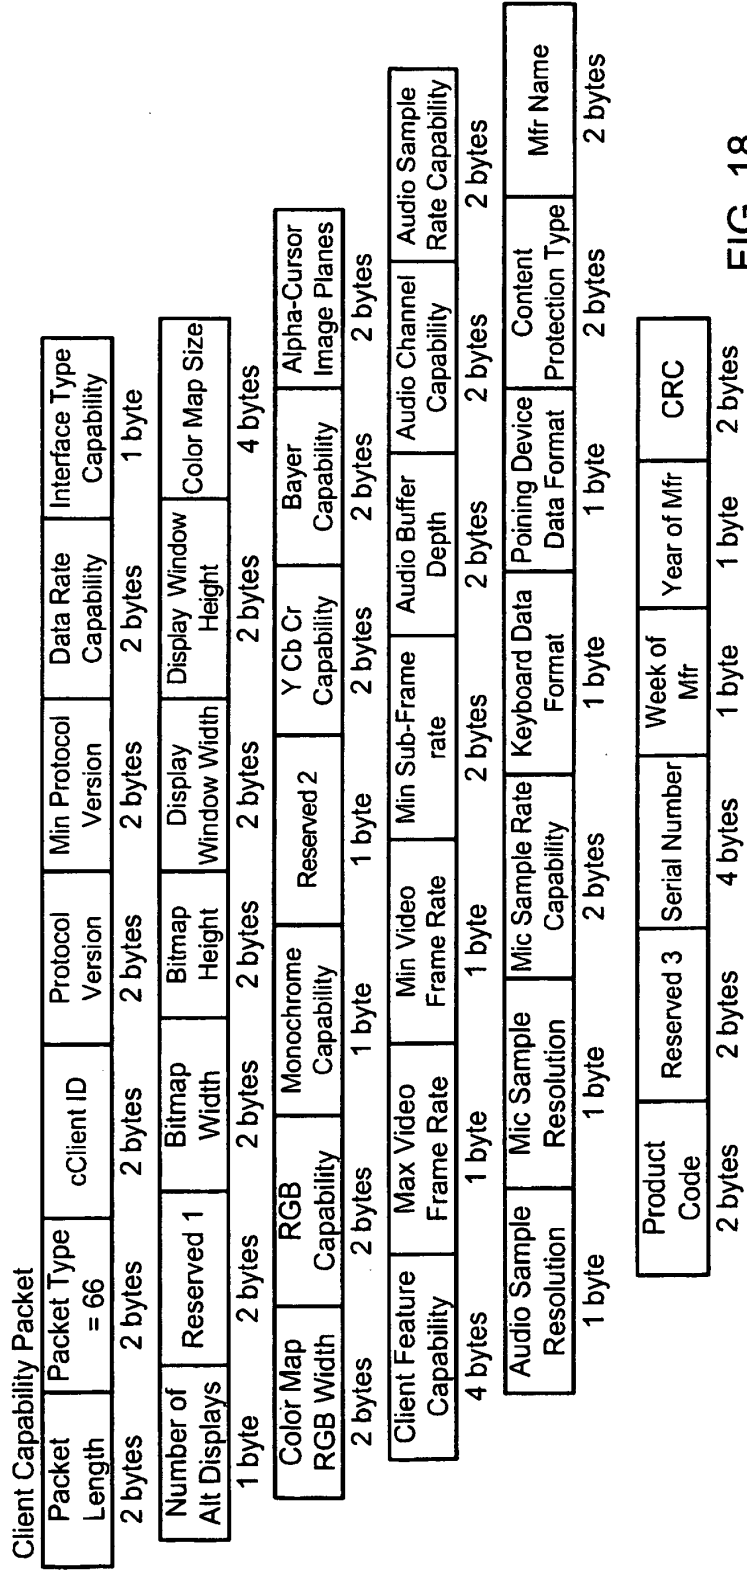 Client Capability Packet
Packet Length
Packet Type = 66
cClient ID
Protocol Version
Min Protocol Version
Data Rate Capability
Interface Type Capability
2 bytes
2 bytes
2 bytes
2 bytes
2 bytes
2 bytes
1 byte
Number of Alt Displays
Reserved 1
Bitmap Width
Bitmap Height
Display Window Width
Display Window Height
Color Map Size
1 byte
2 bytes
2 bytes
2 bytes
2 bytes
2 bytes
4 bytes
Color Map RGB Width
RGB Capability
Monochrome Capability
Reserved 2
Y Cb Cr Capability
Bayer Capability
Alpha-Cursor Image Planes
2 bytes
2 bytes
1 byte
1 byte
2 bytes
2 bytes
2 bytes
Client Feature Capability
Max Video Frame Rate
Min Video Frame Rate
Min Sub-Frame rate
Audio Buffer Depth
Audio Channel Capability
Audio Sample Rate Capability
4 bytes
1 byte
1 byte
2 bytes
2 bytes
2 bytes
2 bytes
Audio Sample Resolution
Mic Sample Resolution
Mic Sample Rate Capability
Keyboard Data Format
Poining Device Data Format
Content Protection Type
Mfr Name
1 byte
1 byte
2 bytes
1 byte
1 byte
2 bytes
2 bytes
Product Code
Reserved 3
Serial Number
Week of Mfr
Year of Mfr
CRC
2 bytes
2 bytes
4 bytes
1 byte
1 byte
2 bytes
FIG. 18